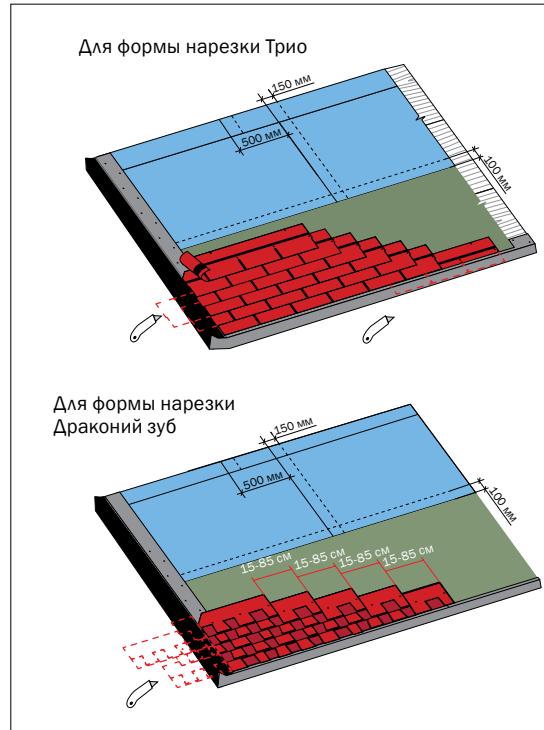 Для формы нарезки Трио
150 мм
500 мм
100 мм
Для формы нарезки
Драконий зуб
150 мм
500 мм
100 мм
15-85 см
15-85 см
15-85 см
15-85 см